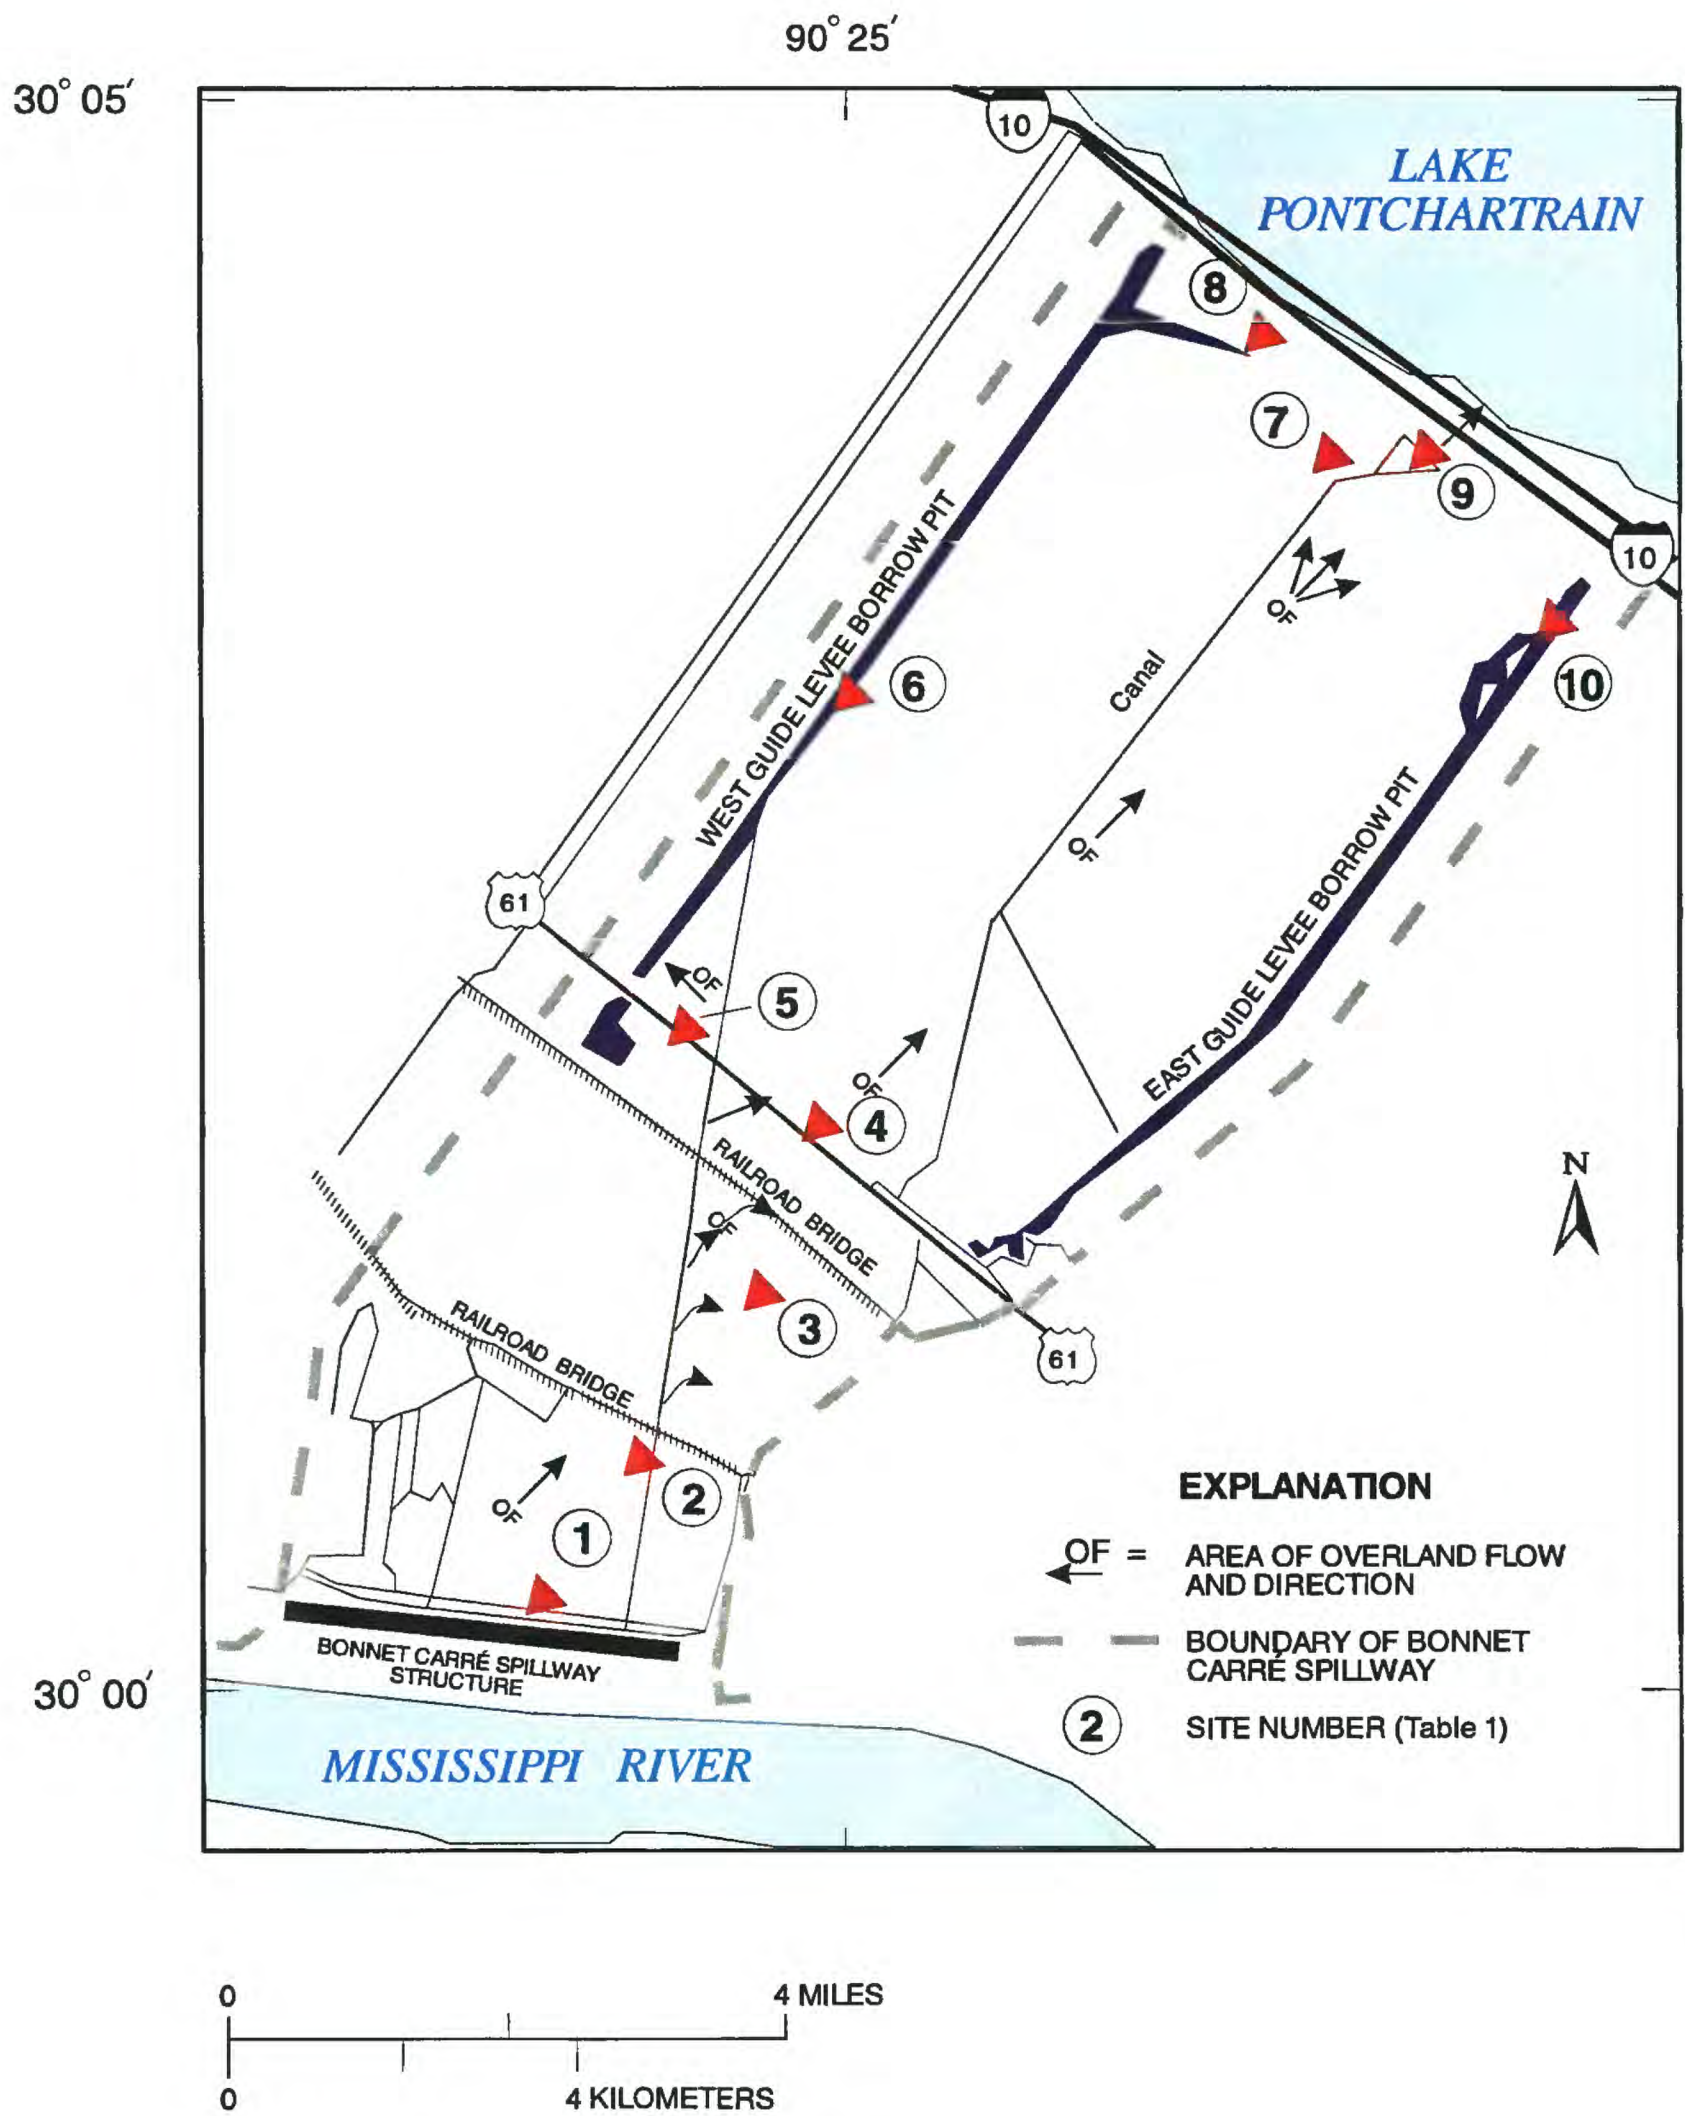 90° 25′
30° 05′
10
LAKE
PONTCHARTRAIN
8
7
9
10
OF
WEST GUIDE LEVEE BORROW PIT
6
Canal
10
OF
EAST GUIDE LEVEE BORROW PIT
61
OF
5
OF
4
RAILROAD BRIDGE
N
OF
3
RAILROAD BRIDGE
61
2
OF
1
EXPLANATION
OF = AREA OF OVERLAND FLOW
AND DIRECTION
BOUNDARY OF BONNET
CARRÉ SPILLWAY
2 SITE NUMBER (Table 1)
BONNET CARRÉ SPILLWAY
STRUCTURE
30° 00′
MISSISSIPPI RIVER
0 4 MILES
0 4 KILOMETERS